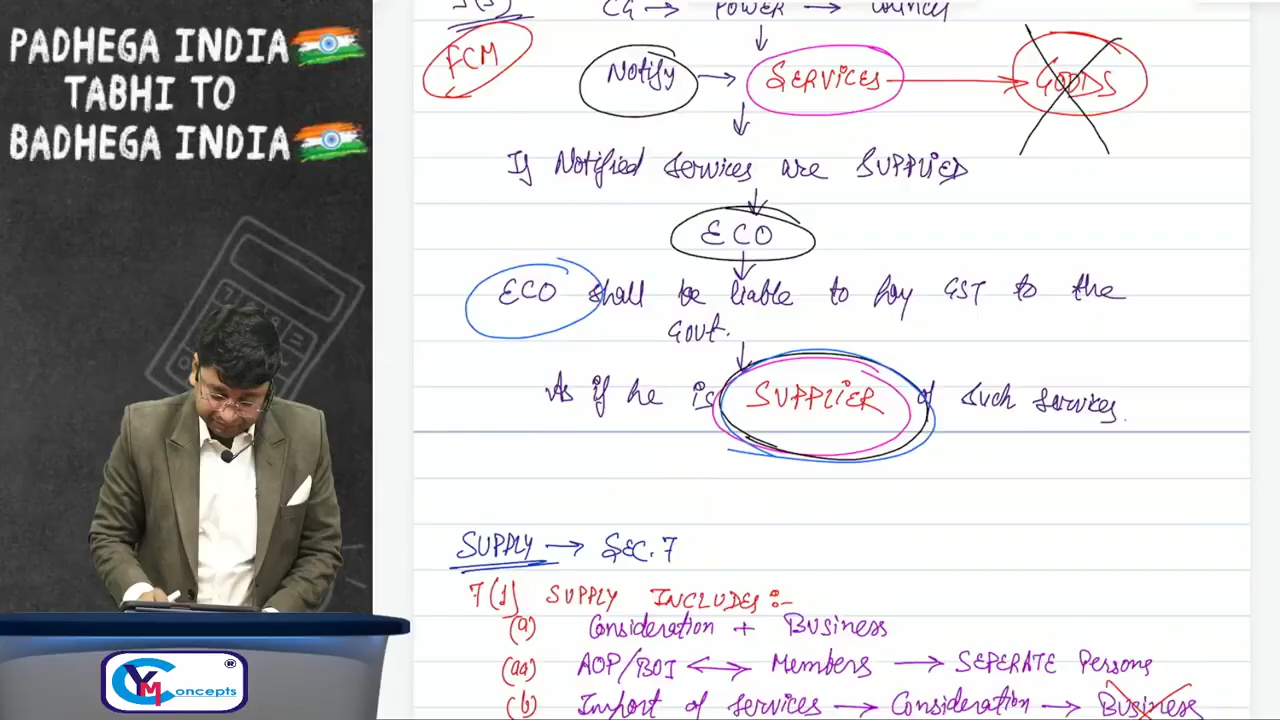 PADHEGA INDIA
TABHI TO
BADHEGA INDIA
CG → POWER → Council
FCM
Notify → SERVICES → GOODS
If Notified services are SUPPLIED
ECO
ECO shall be liable to pay GST to the
Govt.
As if he is SUPPLIER of such services.
SUPPLY → SEC. 7
7(1) SUPPLY INCLUDES :-
(a) Consideration + Business
(aa) AOP/BOI ↔ Members → SEPERATE Persons
(b) Import of services → Consideration → Business
YM Concepts ®